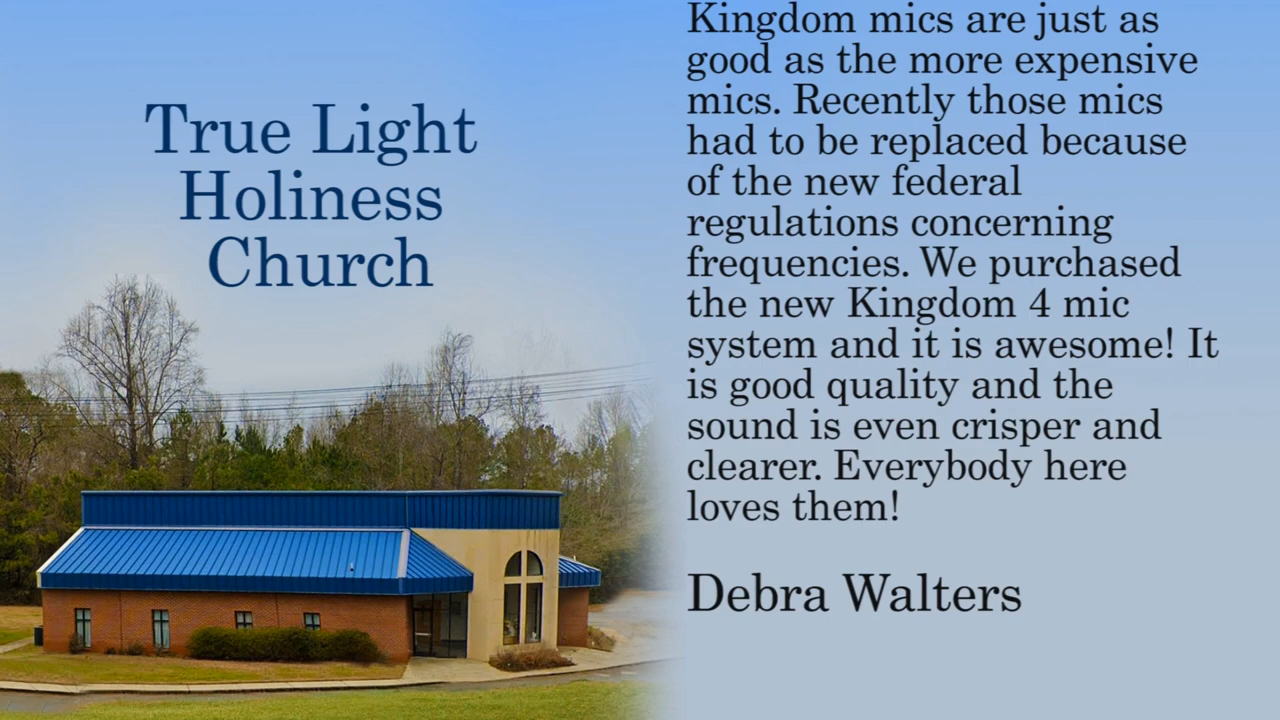 True Light
Holiness
Church
Kingdom mics are just as
good as the more expensive
mics. Recently those mics
had to be replaced because
of the new federal
regulations concerning
frequencies. We purchased
the new Kingdom 4 mic
system and it is awesome! It
is good quality and the
sound is even crisper and
clearer. Everybody here
loves them!
Debra Walters